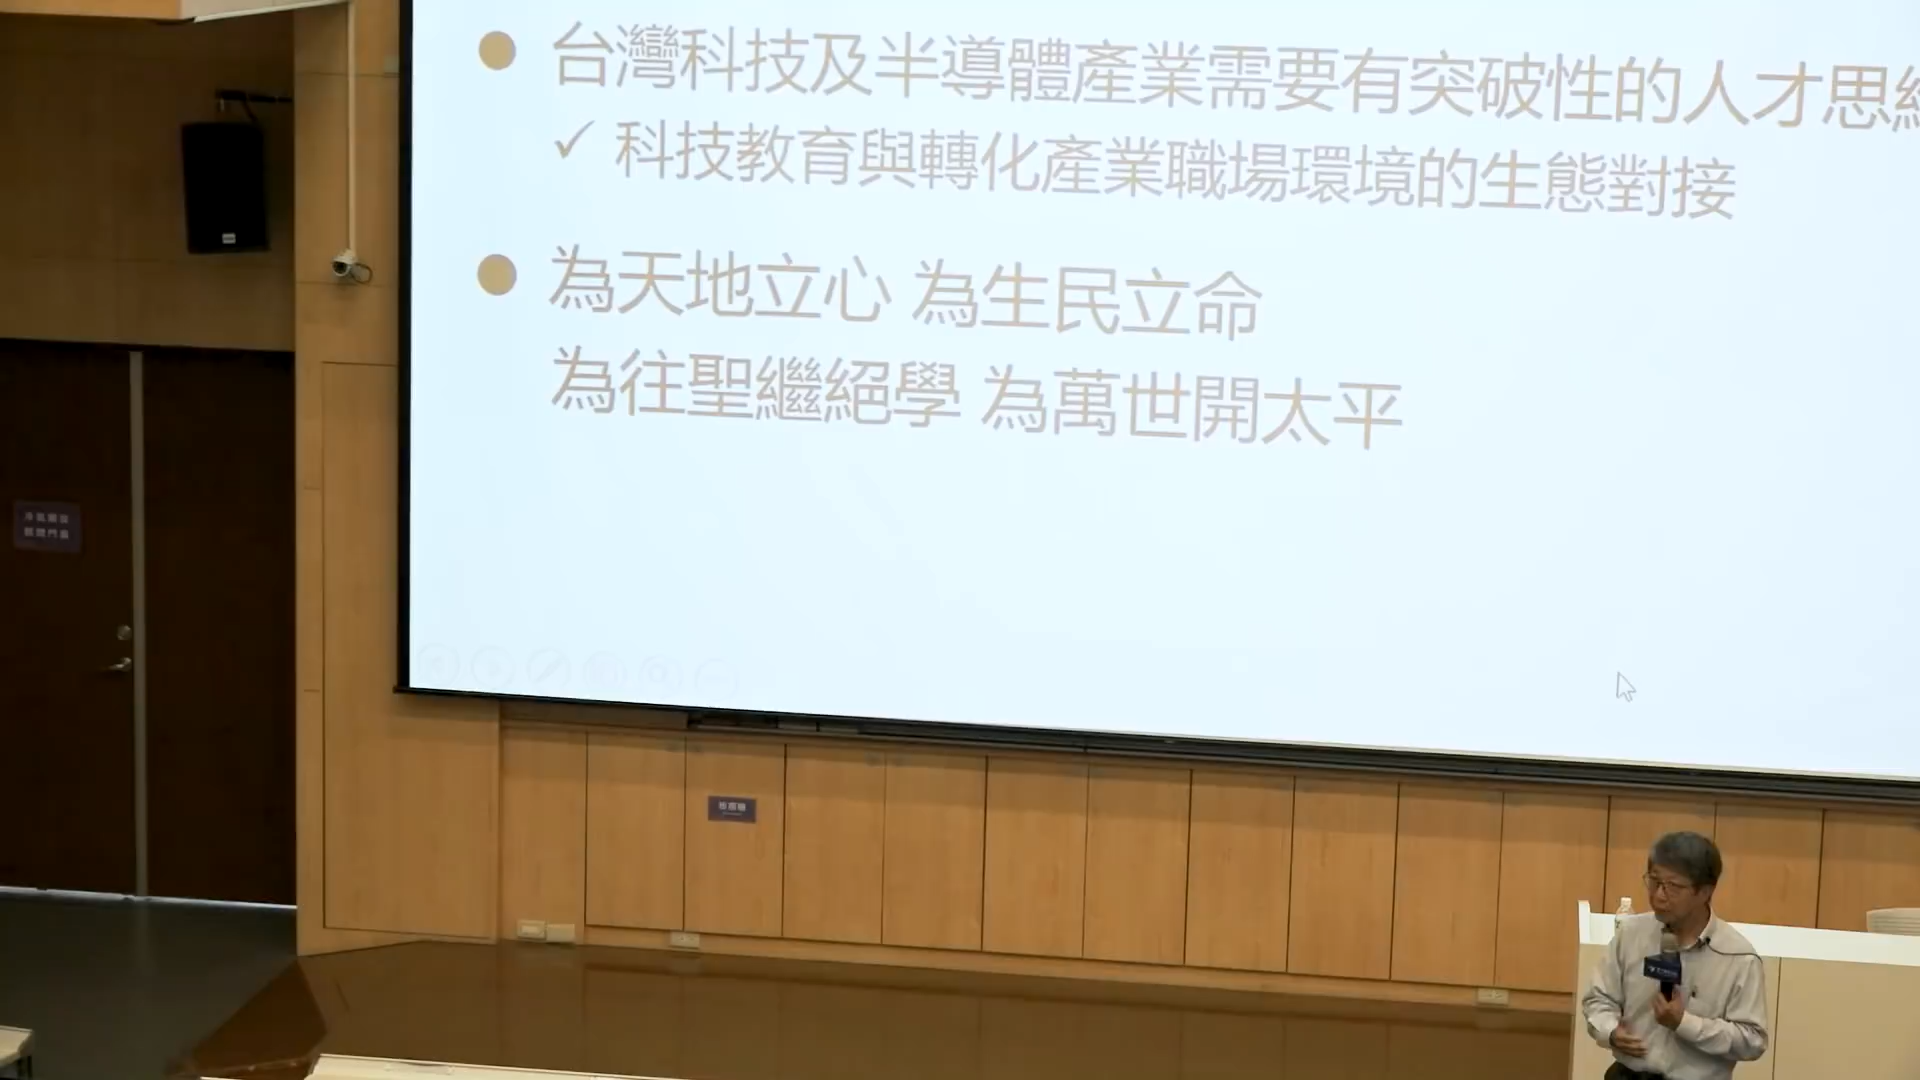 台灣科技及半導體產業需要有突破性的人才思
✓ 科技教育與轉化產業職場環境的生態對接
為天地立心 為生民立命
為往聖繼絕學 為萬世開太平